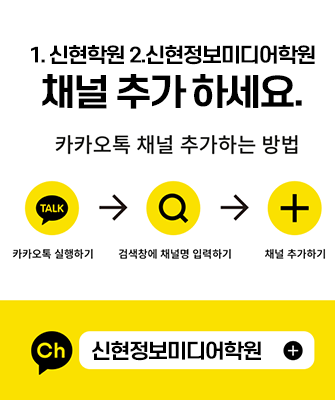 1. 신현학원 2.신현정보미디어학원
채널 추가 하세요.
카카오톡 채널 추가하는 방법
TALK
카카오톡 실행하기 검색창에 채널명 입력하기 채널 추가하기
Ch 신현정보미디어학원